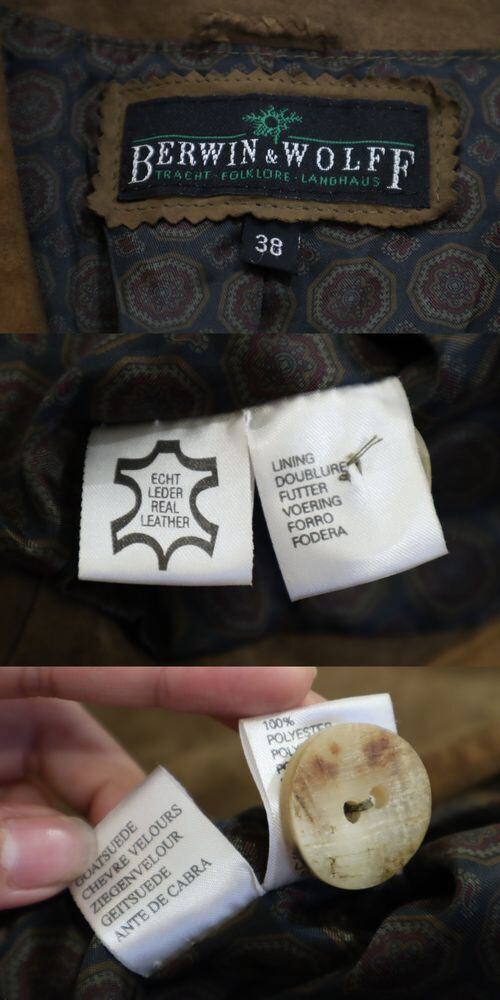 BERWIN & WOLFF
TRACHT · FOLKLORE · LANDHAUS
38
ECHT
LEDER
REAL
LEATHER
LINING
DOUBLURE
FUTTER
VOERING
FORRO
FODERA
100%
POLYESTER
GOATSUEDE
CHEVRE VELOURS
ZIEGENVELOUR
GEITSUEDE
ANTE DE CABRA